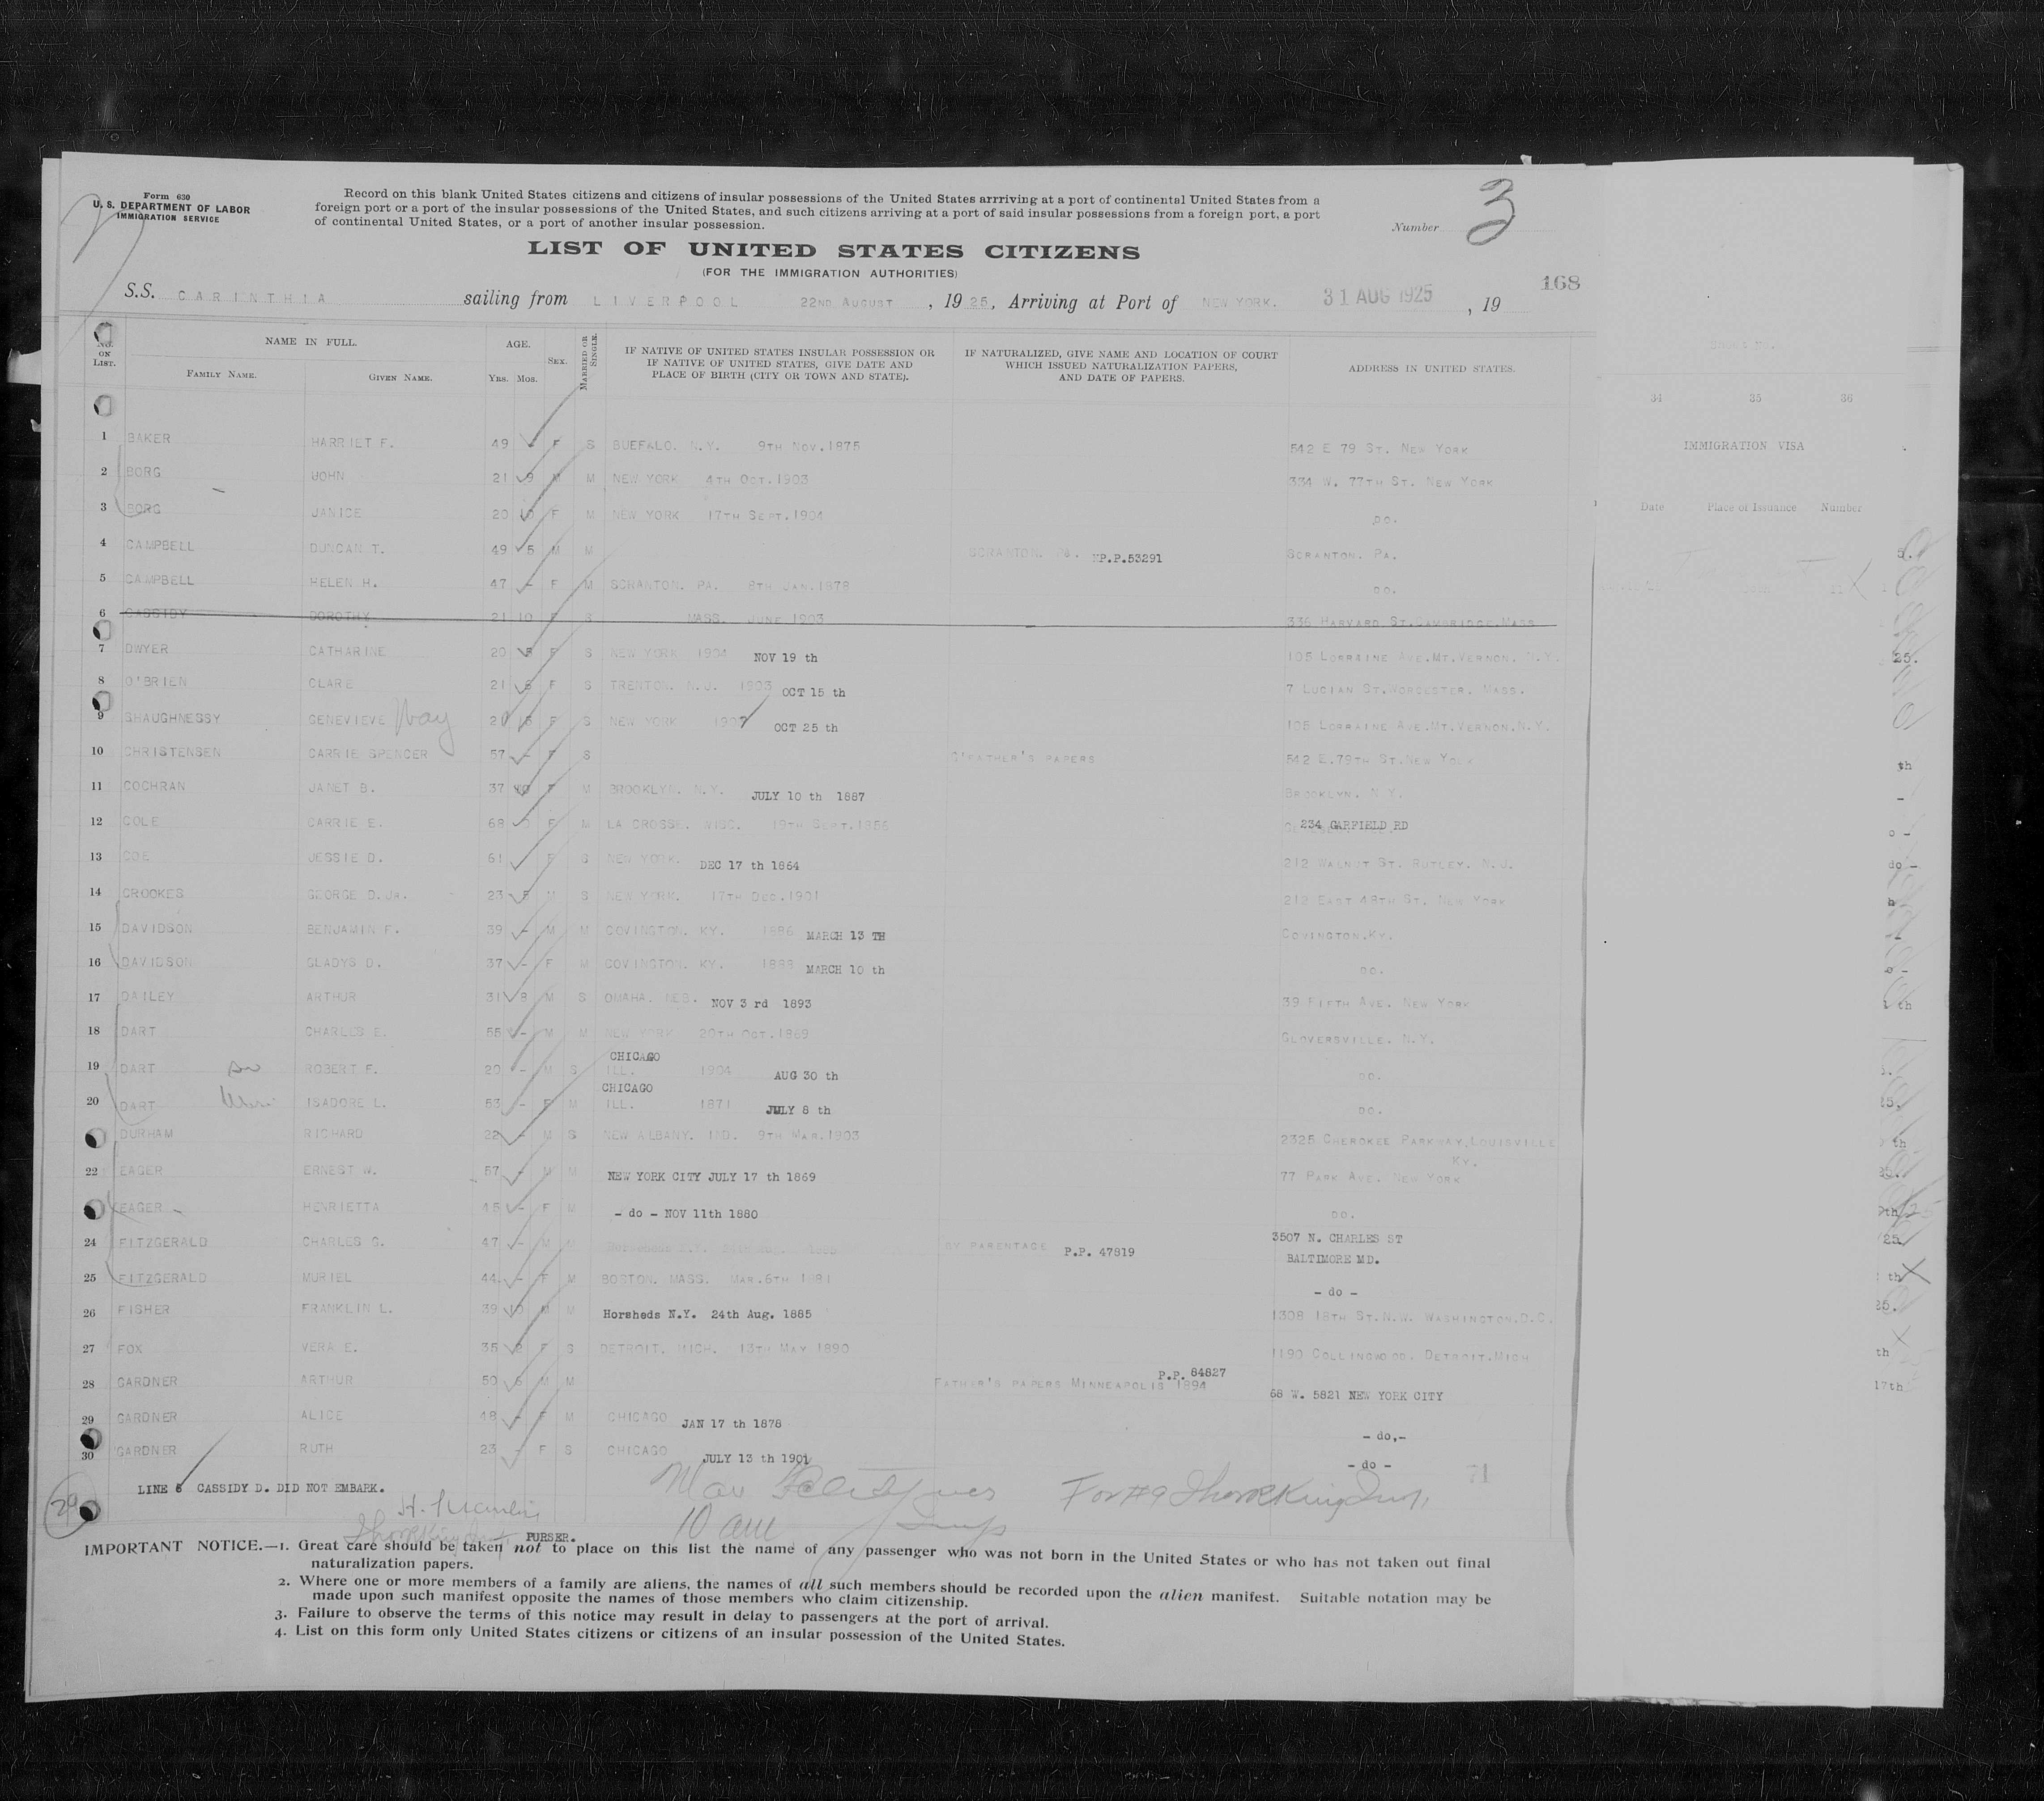 Form 630
U. S. DEPARTMENT OF LABOR
IMMIGRATION SERVICE
Record on this blank United States citizens and citizens of insular possessions of the United States arrriving at a port of continental United States from a
foreign port or a port of the insular possessions of the United States, and such citizens arriving at a port of said insular possessions from a foreign port, a port
of continental United States, or a port of another insular possession.
Number 3
LIST OF UNITED STATES CITIZENS
(FOR THE IMMIGRATION AUTHORITIES)
168
S.S. CARINTHIA sailing from LIVERPOOL 22ND AUGUST, 1925, Arriving at Port of NEW YORK. 31 AUG 1925, 19
No. ON LIST. NAME IN FULL. FAMILY NAME. GIVEN NAME. AGE. YRS. MOS. SEX. MARRIED OR SINGLE. IF NATIVE OF UNITED STATES INSULAR POSSESSION OR IF NATIVE OF UNITED STATES, GIVE DATE AND PLACE OF BIRTH (CITY OR TOWN AND STATE). IF NATURALIZED, GIVE NAME AND LOCATION OF COURT WHICH ISSUED NATURALIZATION PAPERS, AND DATE OF PAPERS. ADDRESS IN UNITED STATES.
34 35 36
IMMIGRATION VISA
Date Place of Issuance Number
1 BAKER HARRIET F. 49 F S BUFFALO. N.Y. 9TH NOV.1875 542 E 79 ST. NEW YORK
2 BORG JOHN 21 9 M M NEW YORK 4TH OCT.1903 334 W. 77TH ST. NEW YORK
3 BORG JANICE 20 10 F M NEW YORK 17TH SEPT.1904 DO.
4 CAMPBELL DUNCAN T. 49 5 M M SCRANTON. PA. P.P.53291 SCRANTON. PA.
5 CAMPBELL HELEN H. 47 - F M SCRANTON. PA. 8TH JAN.1878 DO.
6 CASSIDY DOROTHY 21 10 F S MASS. JUNE 1903 336 HARVARD ST.CAMBRIDGE.MASS
7 DWYER CATHARINE 20 F S NEW YORK 1904 NOV 19 th 105 LORRAINE AVE.MT.VERNON. N.Y.
8 O'BRIEN CLARE 21 F S TRENTON. N.J. 1903 OCT 15 th 7 LUCIAN ST.WORCESTER. MASS.
9 SHAUGHNESSY GENEVIEVE May F S NEW YORK OCT 25 th 105 LORRAINE AVE.MT.VERNON.N.Y.
10 CHRISTENSEN CARRIE SPENCER 57 - F S G'FATHER'S PAPERS 542 E.79TH ST.NEW YORK
11 COCHRAN JANET B. 37 F M BROOKLYN. N.Y. JULY 10 th 1887 BROOKLYN. N.Y.
12 COLE CARRIE E. 68 F M LA CROSSE. WISC. 19TH SEPT.1856 234 GARFIELD RD
13 COE JESSIE D. 61 F S NEW YORK. DEC 17 th 1864 212 WALNUT ST. RUTLEY. N.J.
14 CROOKES GEORGE D.JR. 23 8 M S NEW YORK. 17TH DEC.1901 212 EAST 48TH ST. NEW YORK
15 DAVIDSON BENJAMIN F. 39 - M M COVINGTON. KY. 1886 MARCH 13 TH COVINGTON.KY.
16 DAVIDSON GLADYS D. 37 - F M COVINGTON. KY. 1888 MARCH 10 th DO.
17 DAILEY ARTHUR 31 9 M S OMAHA. NEB. NOV 3 rd 1893 39 FIFTH AVE. NEW YORK
18 DART CHARLES E. 55 - M M NEW YORK 20TH OCT.1869 GLOVERSVILLE. N.Y.
CHICAGO
19 DART ROBERT F. 20 - M S ILL. 1904 AUG 30 th DO.
CHICAGO
20 DART ISADORE L. 53 - F M ILL. 1871 JULY 8 th DO.
DURHAM RICHARD 22 - M S NEW ALBANY. IND. 9TH MAR.1903 2325 CHEROKEE PARKWAY.LOUISVILLE
KY.
22 EAGER ERNEST W. 57 - M M NEW YORK CITY JULY 17 th 1869 77 PARK AVE. NEW YORK
EAGER HENRIETTA 45 - F M - do - NOV 11th 1880 DO.
24 FITZGERALD CHARLES G. 47 - M M BY PARENTAGE P.P. 47819 3507 N. CHARLES ST
BALTIMORE MD.
25 FITZGERALD MURIEL 44 - F M BOSTON. MASS. MAR.6TH 1881 - do -
26 FISHER FRANKLIN L. 39 10 M M Horsheds N.Y. 24th Aug. 1885 1308 18TH ST.N.W. WASHINGTON.D.C.
27 FOX VERA E. 35 2 F S DETROIT. MICH. 13TH MAY 1890 1190 COLLINGWOOD. DETROIT.MICH
28 GARDNER ARTHUR 50 6 M M FATHER'S PAPERS MINNEAPOLIS 1894 P.P. 84827 68 W. 5821 NEW YORK CITY
29 GARDNER ALICE 48 - F M CHICAGO JAN 17 th 1878 - do,-
30 GARDNER RUTH 23 - F S CHICAGO JULY 13 th 1901 - do -
71
LINE 6 CASSIDY D. DID NOT EMBARK.
10 am
For #9
PURSER.
IMPORTANT NOTICE.—1. Great care should be taken not to place on this list the name of any passenger who was not born in the United States or who has not taken out final
naturalization papers.
2. Where one or more members of a family are aliens, the names of all such members should be recorded upon the alien manifest. Suitable notation may be
made upon such manifest opposite the names of those members who claim citizenship.
3. Failure to observe the terms of this notice may result in delay to passengers at the port of arrival.
4. List on this form only United States citizens or citizens of an insular possession of the United States.